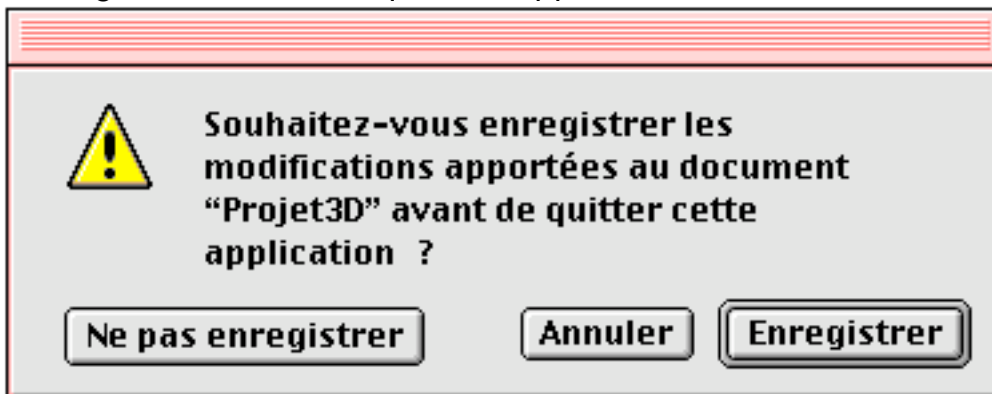 Souhaitez-vous enregistrer les
modifications apportées au document
“Projet3D” avant de quitter cette
application ?
Ne pas enregistrer Annuler Enregistrer